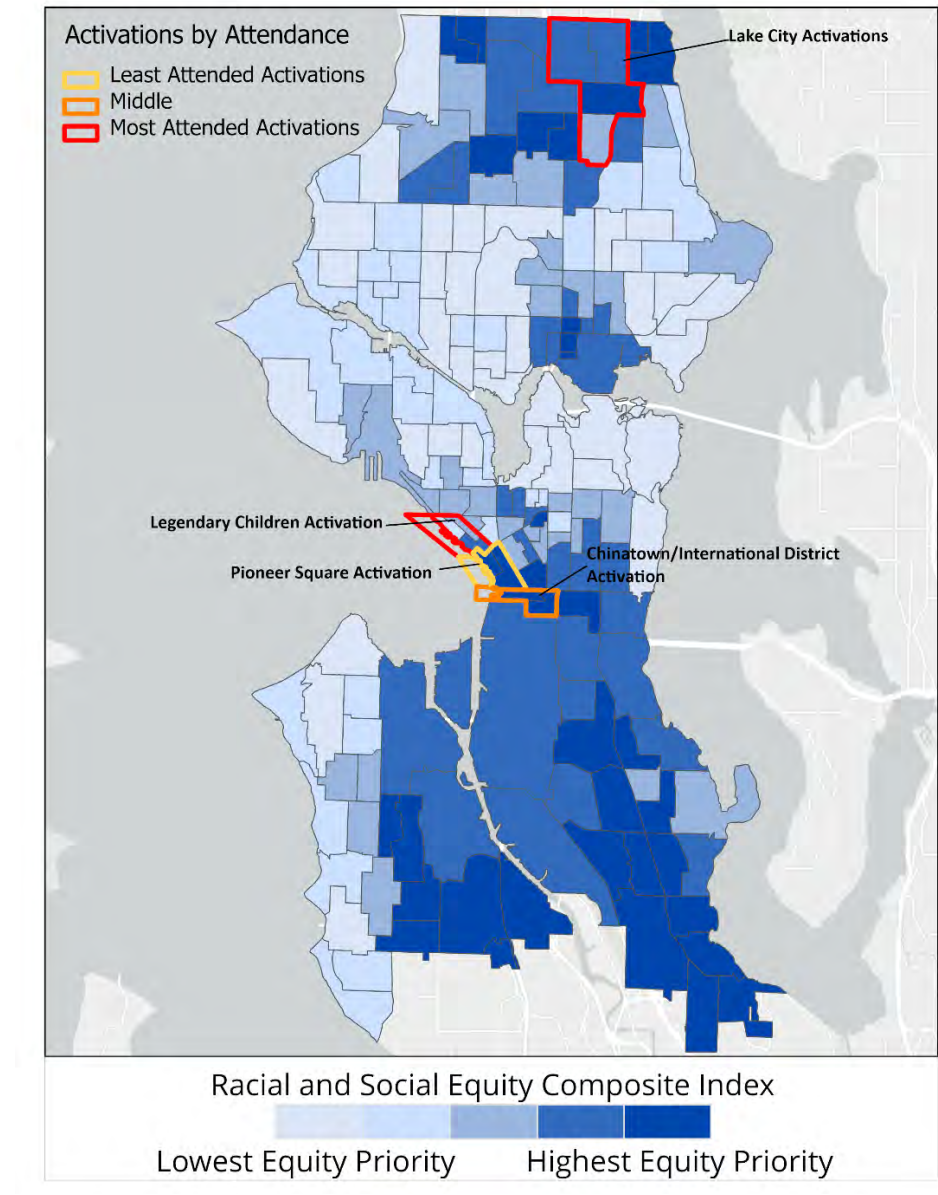 Activations by Attendance
Least Attended Activations
Middle
Most Attended Activations
Lake City Activations
Legendary Children Activation
Pioneer Square Activation
Chinatown/International District
Activation
Racial and Social Equity Composite Index
Lowest Equity Priority
Highest Equity Priority